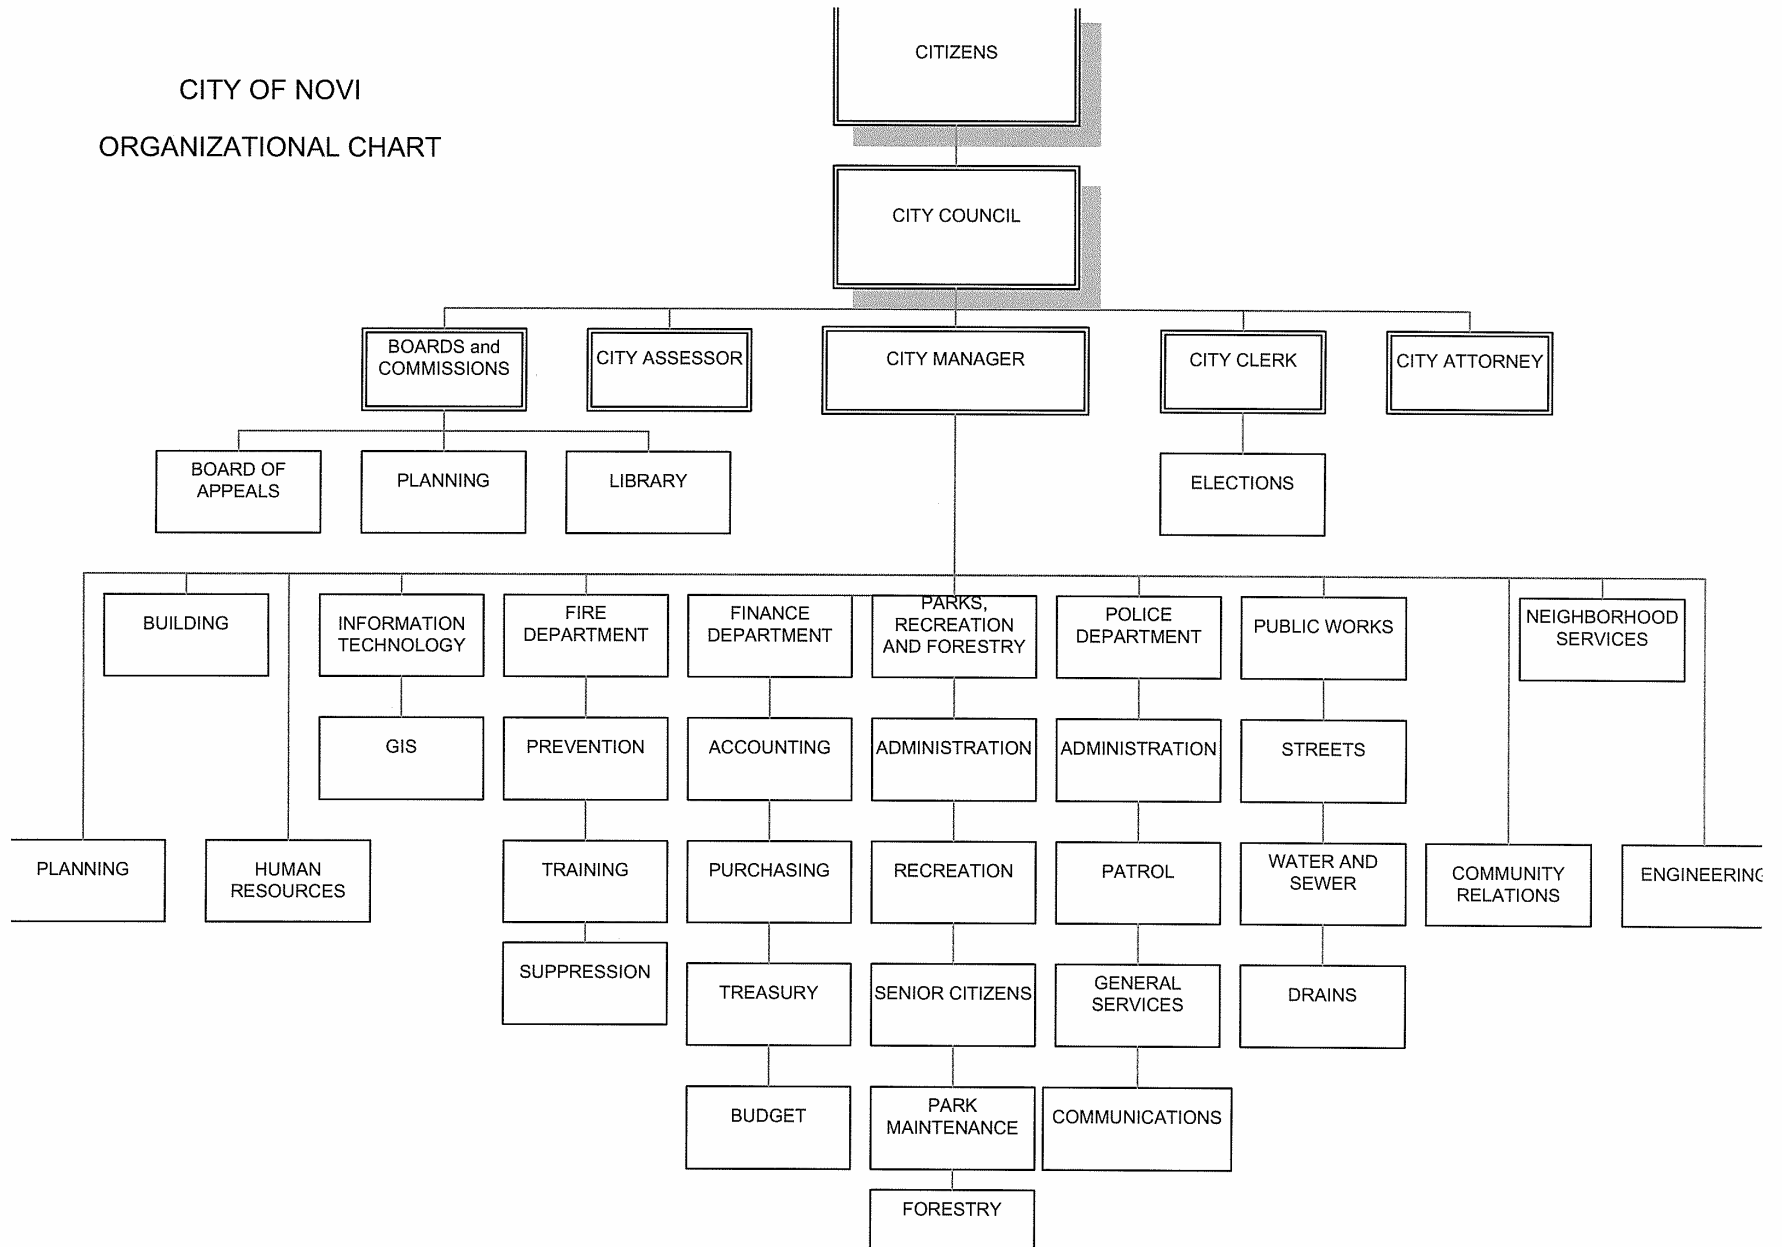 CITIZENS
CITY OF NOVI
ORGANIZATIONAL CHART
CITY COUNCIL
BOARDS and
COMMISSIONS
CITY ASSESSOR
CITY MANAGER
CITY CLERK
CITY ATTORNEY
BOARD OF
APPEALS
PLANNING
LIBRARY
ELECTIONS
BUILDING
INFORMATION
TECHNOLOGY
FIRE
DEPARTMENT
FINANCE
DEPARTMENT
PARKS,
RECREATION
AND FORESTRY
POLICE
DEPARTMENT
PUBLIC WORKS
NEIGHBORHOOD
SERVICES
GIS
PREVENTION
ACCOUNTING
ADMINISTRATION
ADMINISTRATION
STREETS
PLANNING
HUMAN
RESOURCES
TRAINING
PURCHASING
RECREATION
PATROL
WATER AND
SEWER
COMMUNITY
RELATIONS
ENGINEERING
SUPPRESSION
TREASURY
SENIOR CITIZENS
GENERAL
SERVICES
DRAINS
BUDGET
PARK
MAINTENANCE
COMMUNICATIONS
FORESTRY